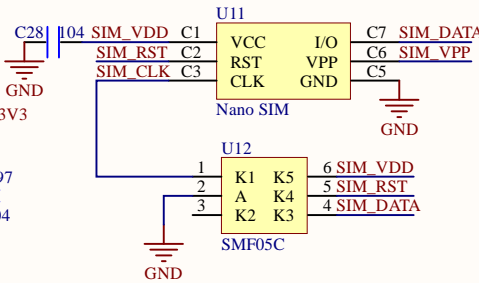 U11
C28 104 SIM_VDD C1 VCC I/O C7 SIM_DATA
SIM_RST C2 RST VPP C6 SIM_VPP
SIM_CLK C3 CLK GND C5
GND
3V3
Nano SIM
GND
U12
1 K1 K5 6 SIM_VDD
97
2 A K4 5 SIM_RST
3 K2 K3 4 SIM_DATA
04
SMF05C
GND